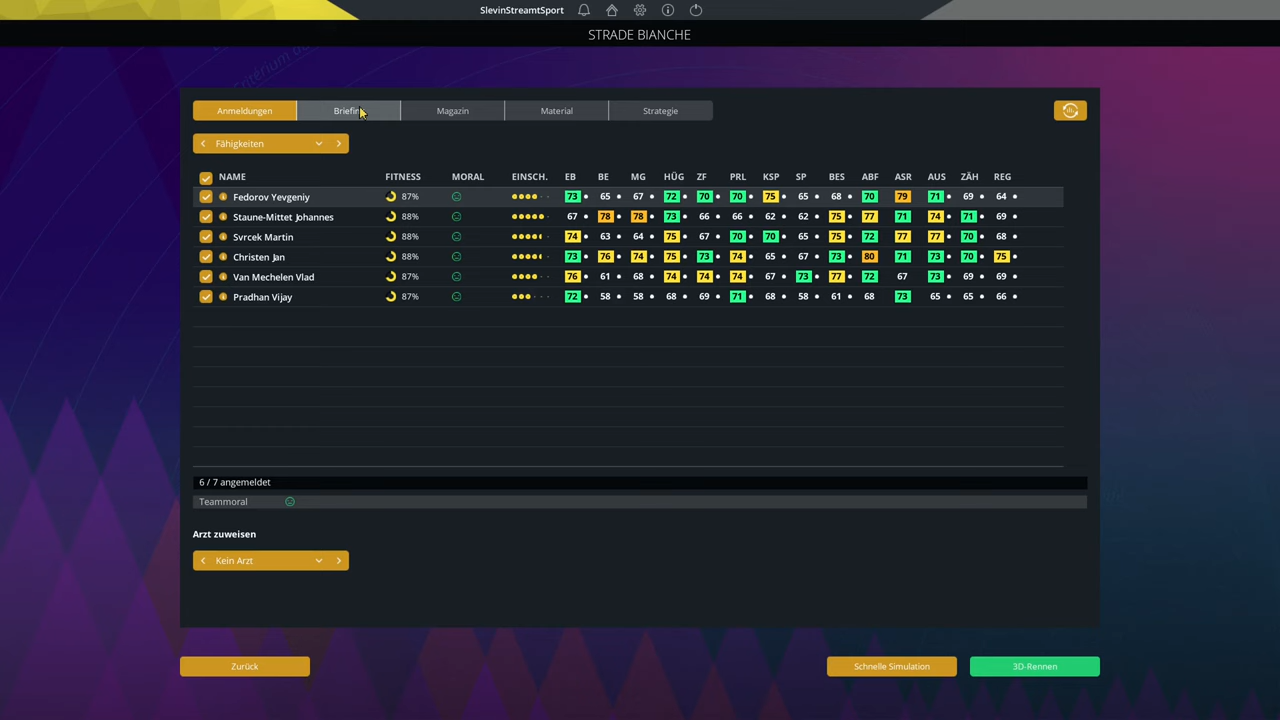 SlevinStreamtSport
STRADE BIANCHE
Anmeldungen Briefin Magazin Material Strategie
Fähigkeiten
NAME FITNESS MORAL EINSCH. EB BE MG HÜG ZF PRL KSP SP BES ABF ASR AUS ZÄH REG
Fedorov Yevgeniy 87% 73 65 67 72 70 70 75 65 68 70 79 71 69 64
Staune-Mittet Johannes 88% 67 78 78 73 66 66 62 62 75 77 71 74 71 69
Svrcek Martin 88% 74 63 64 75 67 70 70 65 75 72 77 77 70 68
Christen Jan 88% 73 76 74 75 73 74 65 67 73 80 71 73 70 75
Van Mechelen Vlad 87% 76 61 68 74 74 74 67 73 77 72 67 73 69 69
Pradhan Vijay 87% 72 58 58 68 69 71 68 58 61 68 73 65 65 66
6 / 7 angemeldet
Teammoral
Arzt zuweisen
Kein Arzt
Zurück Schnelle Simulation 3D-Rennen